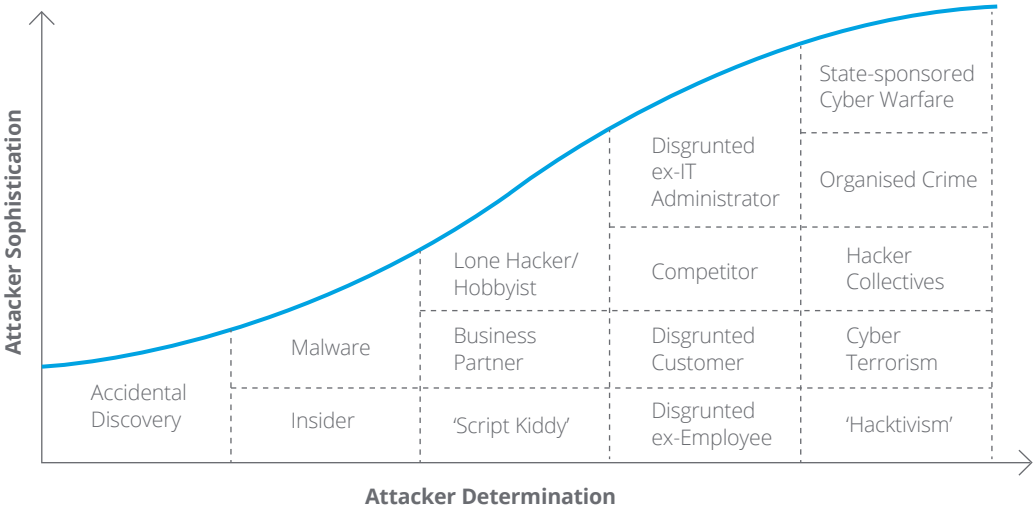 Attacker Sophistication
Accidental
Discovery
Malware
Insider
Lone Hacker/
Hobbyist
Business
Partner
‘Script Kiddy’
Disgrunted
ex-IT
Administrator
Competitor
Disgrunted
Customer
Disgrunted
ex-Employee
State-sponsored
Cyber Warfare
Organised Crime
Hacker
Collectives
Cyber
Terrorism
‘Hacktivism’
Attacker Determination